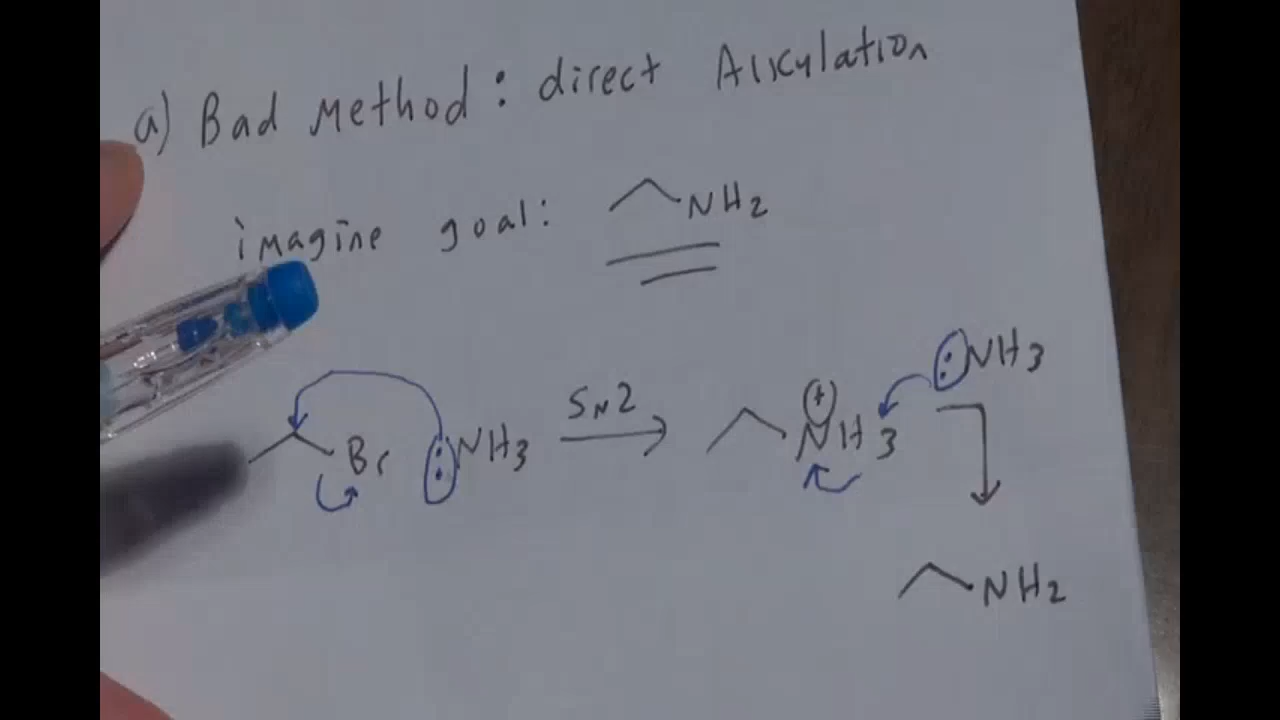 a) Bad Method: direct Alkylation
imagine goal: NH2
Br :NH3 SN2 NH3 + :NH3
NH2